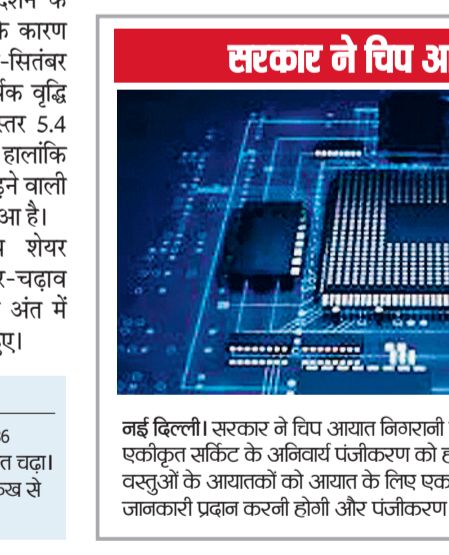 के कारण
-सितंबर
वृद्धि
स्तर 5.4
हालांकि
वाली
है।
शेयर
-चढ़ाव
अंत में
सरकार ने चिप
चढ़ा।
से
नई दिल्ली। सरकार ने चिप आयात निगरानी
एकीकृत सर्किट के अनिवार्य पंजीकरण को
वस्तुओं के आयातकों को आयात के लिए एक
जानकारी प्रदान करनी होगी और पंजीकरण